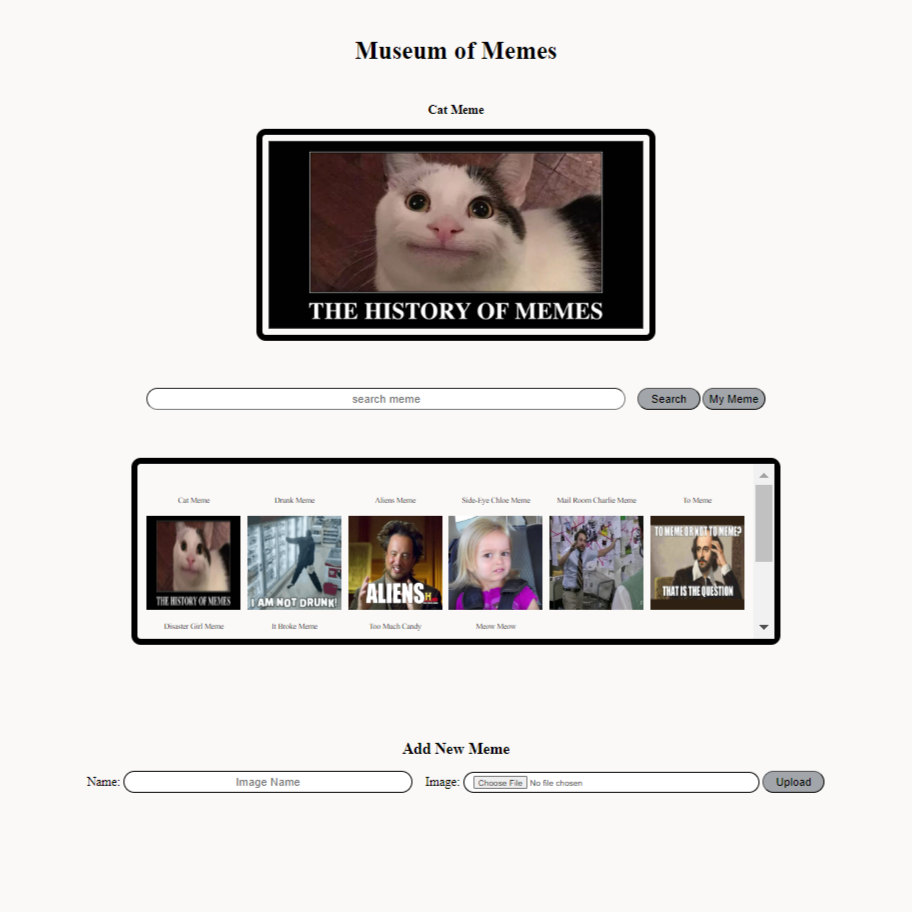 Museum of Memes
Cat Meme
THE HISTORY OF MEMES
search meme
Search
My Meme
Cat Meme
Drunk Meme
Aliens Meme
Side-Eye Chloe Meme
Mail Room Charlie Meme
To Meme
THE HISTORY OF MEMES
I AM NOT DRUNK!
ALIENS
TO MEME OR NOT TO MEME?
THAT IS THE QUESTION
Disaster Girl Meme
It Broke Meme
Too Much Candy
Meow Meow
Add New Meme
Name: Image Name Image: Choose File No file chosen Upload